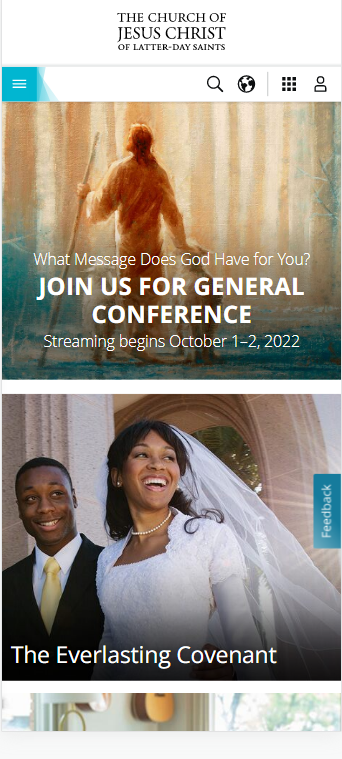 THE CHURCH OF
JESUS CHRIST
OF LATTER-DAY SAINTS
What Message Does God Have for You?
JOIN US FOR GENERAL
CONFERENCE
Streaming begins October 1–2, 2022
Feedback
The Everlasting Covenant